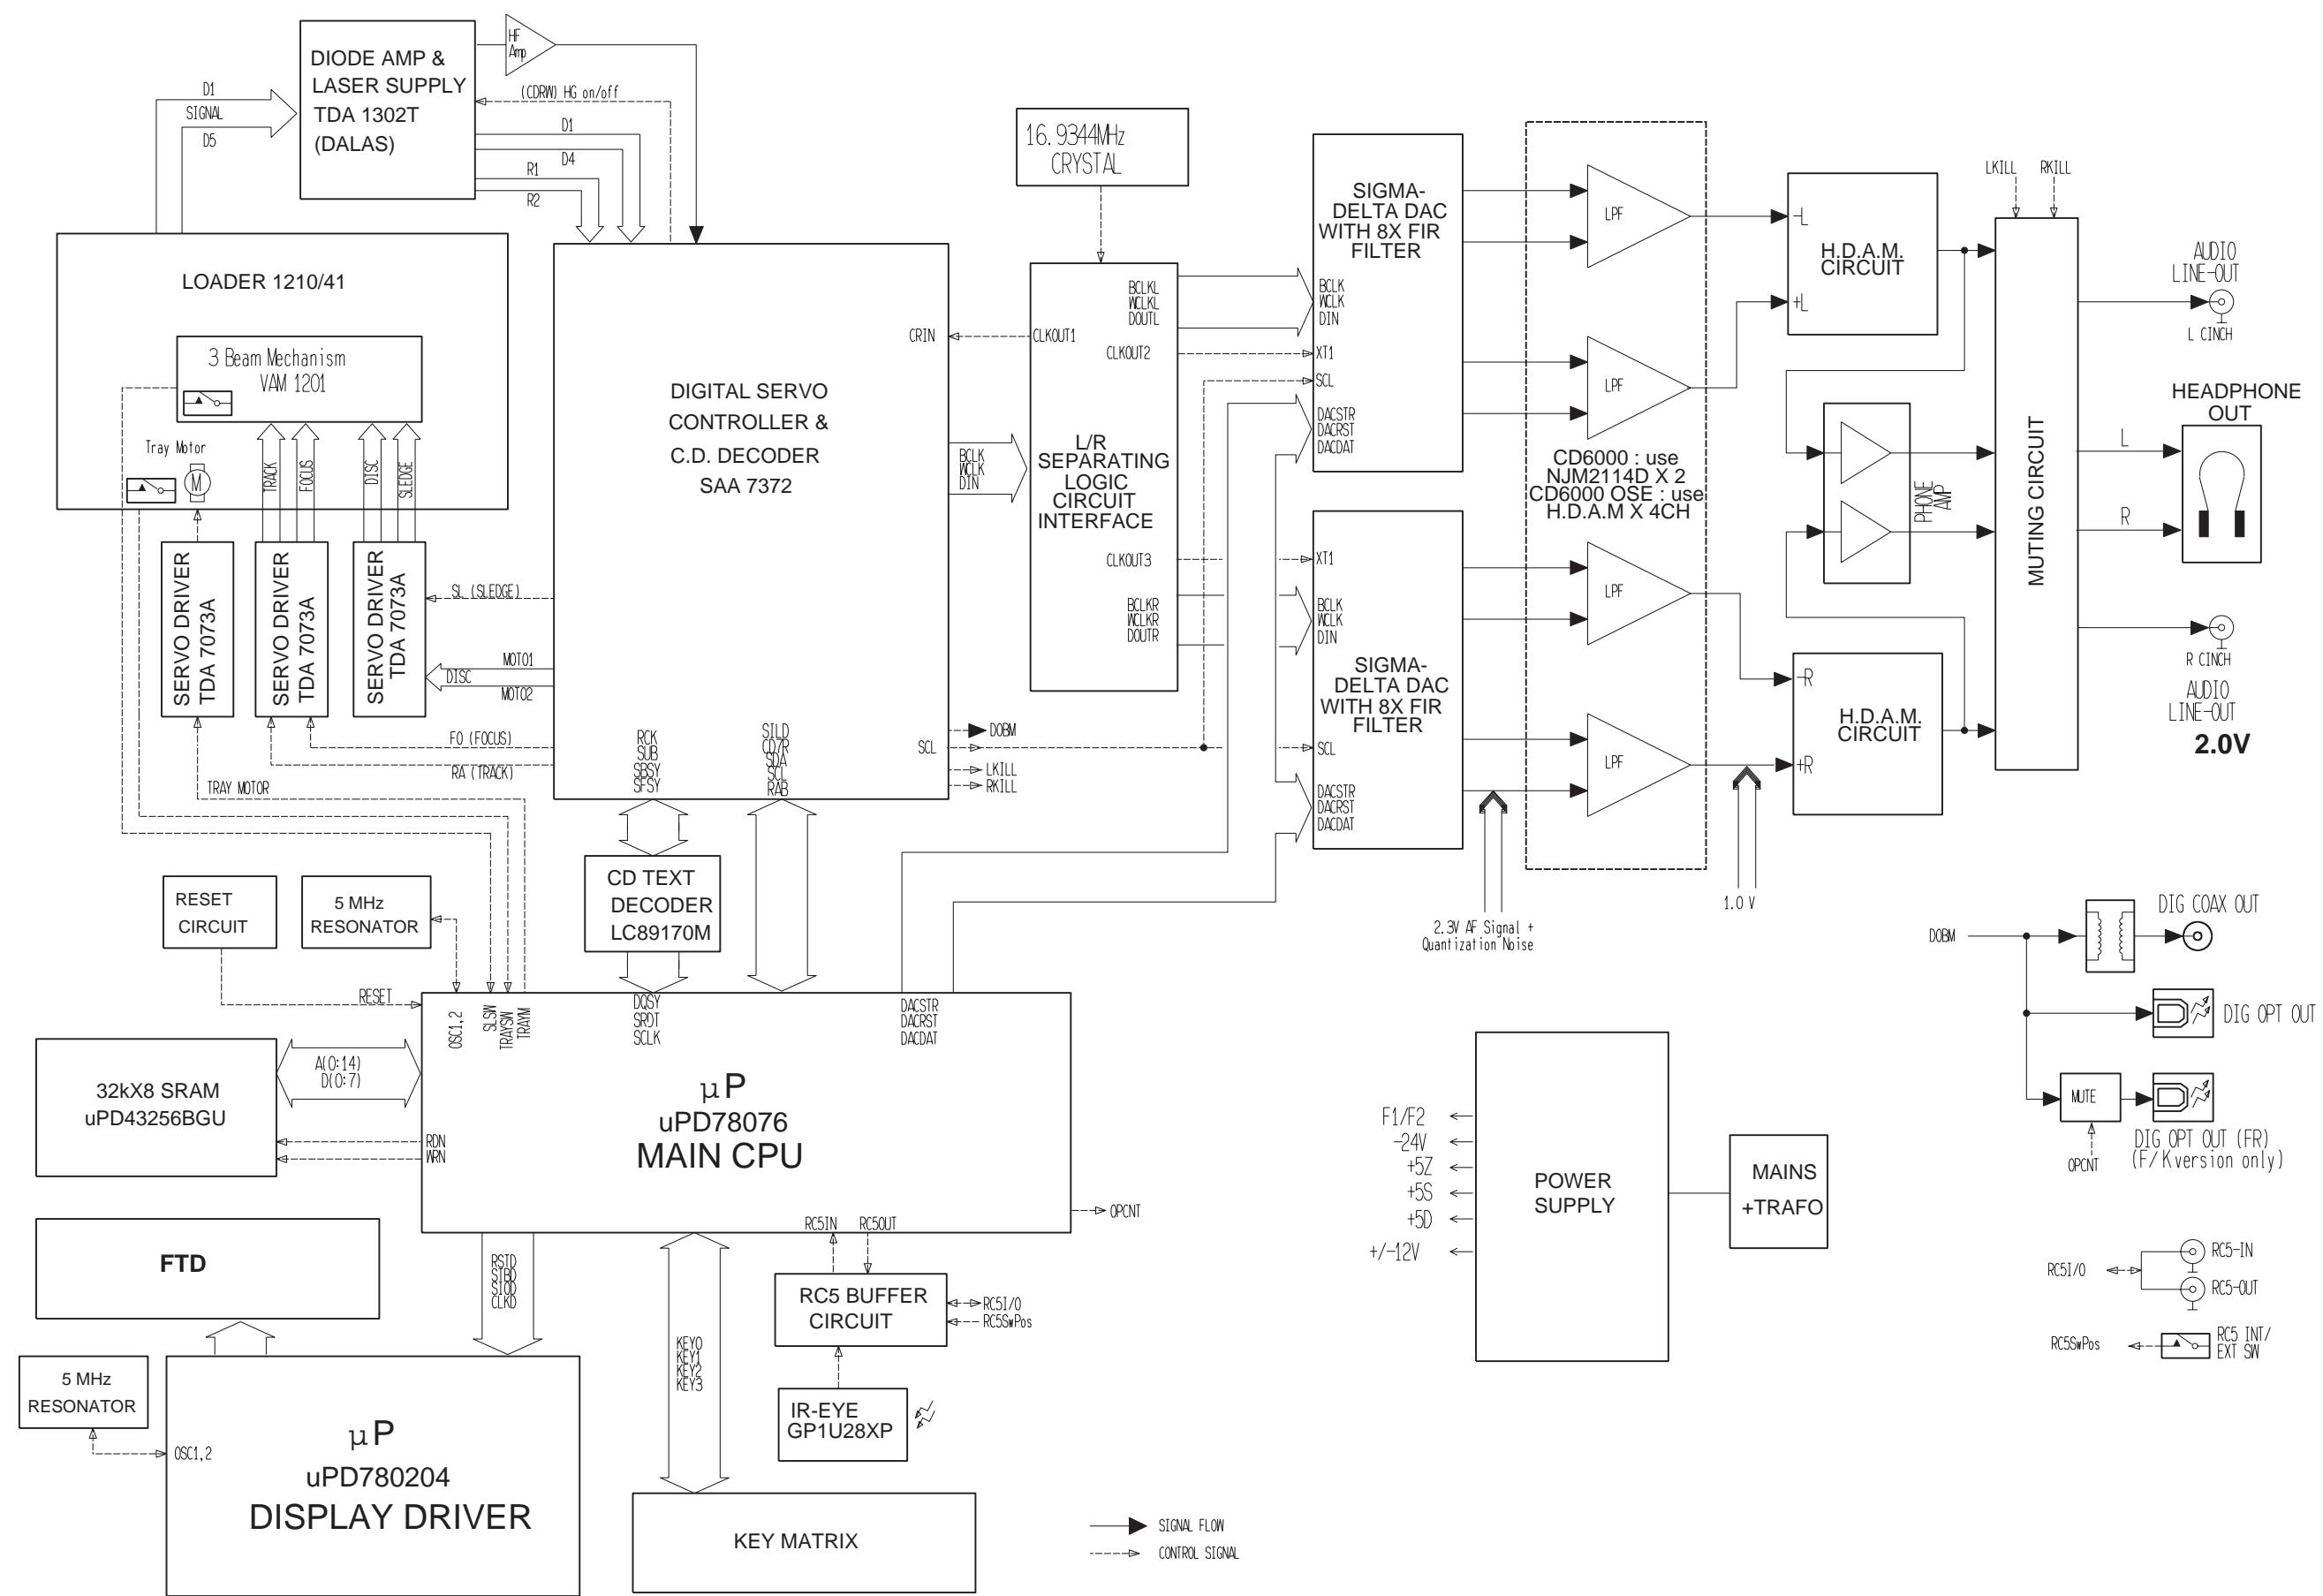 DIODE AMP &
LASER SUPPLY
TDA 1302T
(DALAS)
HF
Amp
D1
SIGNAL
D5
(CDRW) HG on/off
D1
D4
R1
R2
LOADER 1210/41
3 Beam Mechanism
VAM 1201
Tray Motor
M
TRACK
FOCUS
DISC
SLEDGE
SERVO DRIVER
TDA 7073A
SERVO DRIVER
TDA 7073A
SERVO DRIVER
TDA 7073A
SL (SLEDGE)
MOTO1
DISC
MOTO2
FO (FOCUS)
RA (TRACK)
TRAY MOTOR
DIGITAL SERVO
CONTROLLER &
C.D. DECODER
SAA 7372
CRIN
BCLK
WCLK
DIN
RCK
SUB
SBSY
SFSY
SILD
CD/R
SDA
SCL
RAB
SCL
DOBM
LKILL
RKILL
16.9344MHz
CRYSTAL
BCLKL
WCLKL
DOUTL
CLKOUT1
CLKOUT2
L/R
SEPARATING
LOGIC
CIRCUIT
INTERFACE
CLKOUT3
BCLKR
WCLKR
DOUTR
SIGMA-
DELTA DAC
WITH 8X FIR
FILTER
BCLK
WCLK
DIN
XT1
SCL
DACSTR
DACRST
DACDAT
XT1
BCLK
WCLK
DIN
SIGMA-
DELTA DAC
WITH 8X FIR
FILTER
SCL
DACSTR
DACRST
DACDAT
LPF
LPF
CD6000 : use
NJM2114D X 2
CD6000 OSE : use
H.D.A.M X 4CH
LPF
LPF
2.3V AF Signal +
Quantization Noise
1.0 V
-L
H.D.A.M.
CIRCUIT
+L
PHONE
AMP
-R
H.D.A.M.
CIRCUIT
+R
LKILL
RKILL
MUTING CIRCUIT
AUDIO
LINE-OUT
L CINCH
HEADPHONE
OUT
L
R
R CINCH
AUDIO
LINE-OUT
2.0V
CD TEXT
DECODER
LC89170M
RESET
CIRCUIT
5 MHz
RESONATOR
RESET
OSC1,2
SLSW
TRAYSW
TRAYM
DQSY
SRDT
SCLK
DACSTR
DACRST
DACDAT
32kX8 SRAM
uPD43256BGU
A(0:14)
D(0:7)
RDN
WRN
μP
uPD78076
MAIN CPU
RC5IN
RC5OUT
OPCNT
FTD
5 MHz
RESONATOR
OSC1,2
μP
uPD780204
DISPLAY DRIVER
RSTD
STBD
SIOD
CLKD
KEY0
KEY1
KEY2
KEY3
RC5 BUFFER
CIRCUIT
RC5I/O
RC5SwPos
IR-EYE
GP1U28XP
KEY MATRIX
SIGNAL FLOW
CONTROL SIGNAL
F1/F2
-24V
+5Z
+5S
+5D
+/-12V
POWER
SUPPLY
MAINS
+TRAFO
DOBM
DIG COAX OUT
DIG OPT OUT
MUTE
OPCNT
DIG OPT OUT (FR)
(F/K version only)
RC5I/O
RC5-IN
RC5-OUT
RC5SwPos
RC5 INT/
EXT SW